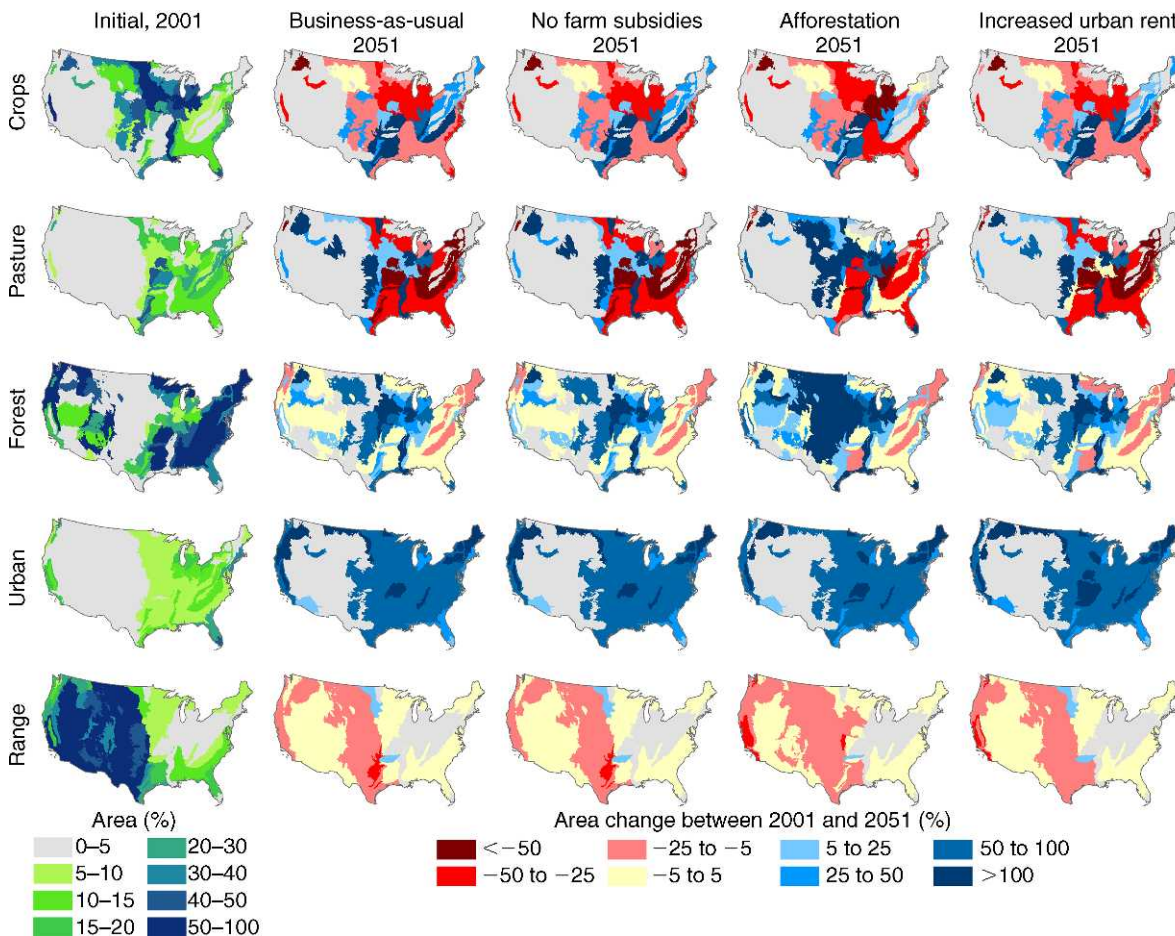 Initial, 2001
Business-as-usual
2051
No farm subsidies
2051
Afforestation
2051
Increased urban rent
2051
Crops
Pasture
Forest
Urban
Range
Area (%)
0–5
20–30
5–10
30–40
10–15
40–50
15–20
50–100
Area change between 2001 and 2051 (%)
<−50
−25 to −5
5 to 25
50 to 100
−50 to −25
−5 to 5
25 to 50
>100